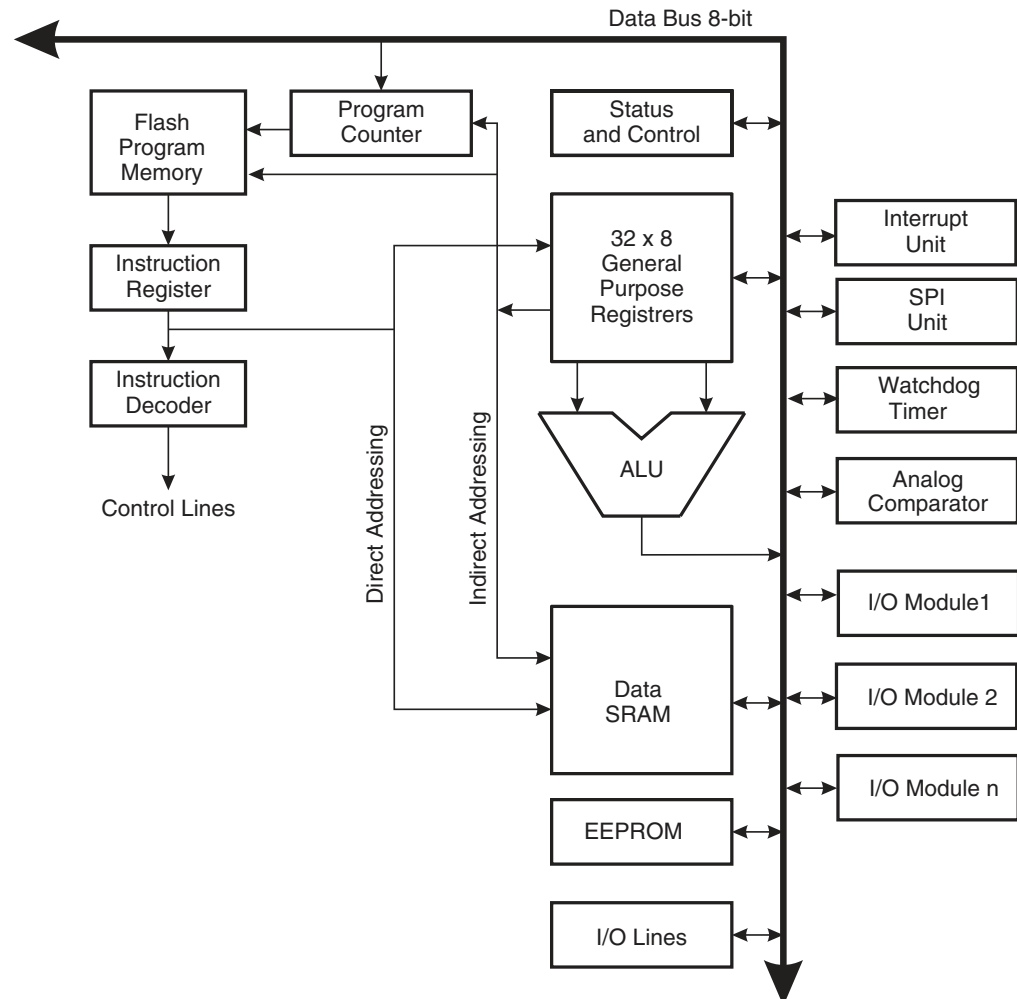 Data Bus 8-bit
Flash
Program
Memory
Program
Counter
Status
and Control
32 x 8
General
Purpose
Registrers
Interrupt
Unit
Instruction
Register
SPI
Unit
Instruction
Decoder
Watchdog
Timer
ALU
Analog
Comparator
Control Lines
Direct Addressing
Indirect Addressing
I/O Module1
Data
SRAM
I/O Module 2
I/O Module n
EEPROM
I/O Lines